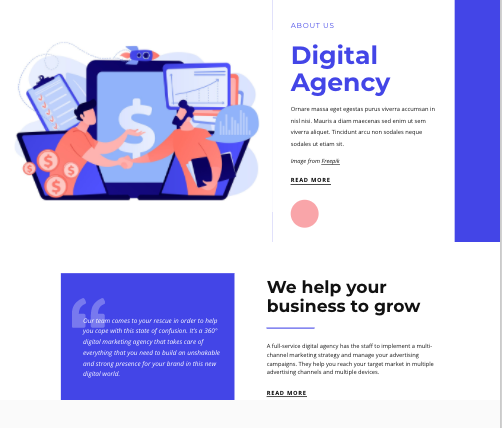 ABOUT US
Digital
Agency
Ornare massa eget egestas purus viverra accumsan in
nisl nisi. Mauris a diam maecenas sed enim ut sem
viverra aliquet. Tincidunt arcu non sodales neque
sodales ut etiam sit.
Image from Freepik
READ MORE
$
$
$
$
$
Our team comes to your rescue in order to help
you cope with this state of confusion. It's a 360°
digital marketing agency that takes care of
everything that you need to build an unshakable
and strong presence for your brand in this new
digital world.
We help your
business to grow
A full-service digital agency has the staff to implement a multi-
channel marketing strategy and manage your advertising
campaigns. They help you reach your target market in multiple
advertising channels and multiple devices.
READ MORE